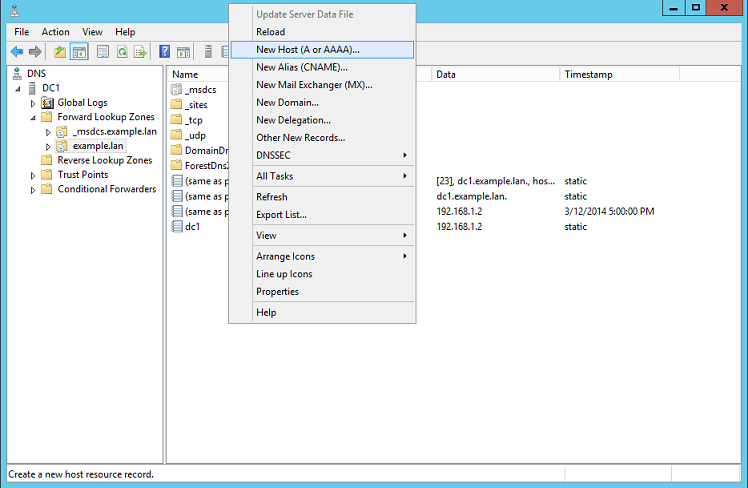 File Action View Help
DNS
DC1
Global Logs
Forward Lookup Zones
_msdcs.example.lan
example.lan
Reverse Lookup Zones
Trust Points
Conditional Forwarders
Name Data Timestamp
_msdcs
_sites
_tcp
_udp
DomainDn
ForestDns
(same as p [23], dc1.example.lan., hos... static
(same as p dc1.example.lan. static
(same as p 192.168.1.2 3/12/2014 5:00:00 PM
dc1 192.168.1.2 static
Update Server Data File
Reload
New Host (A or AAAA)...
New Alias (CNAME)...
New Mail Exchanger (MX)...
New Domain...
New Delegation...
Other New Records...
DNSSEC
All Tasks
Refresh
Export List...
View
Arrange Icons
Line up Icons
Properties
Help
Create a new host resource record.